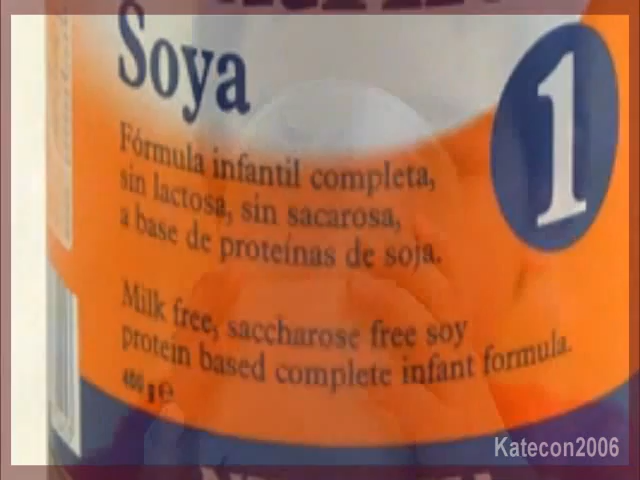 Soya
1
Fórmula infantil completa,
sin lactosa, sin sacarosa,
a base de proteínas de soja.
Milk free, saccharose free soy
protein based complete infant formula.
400 g e
Katecon2006